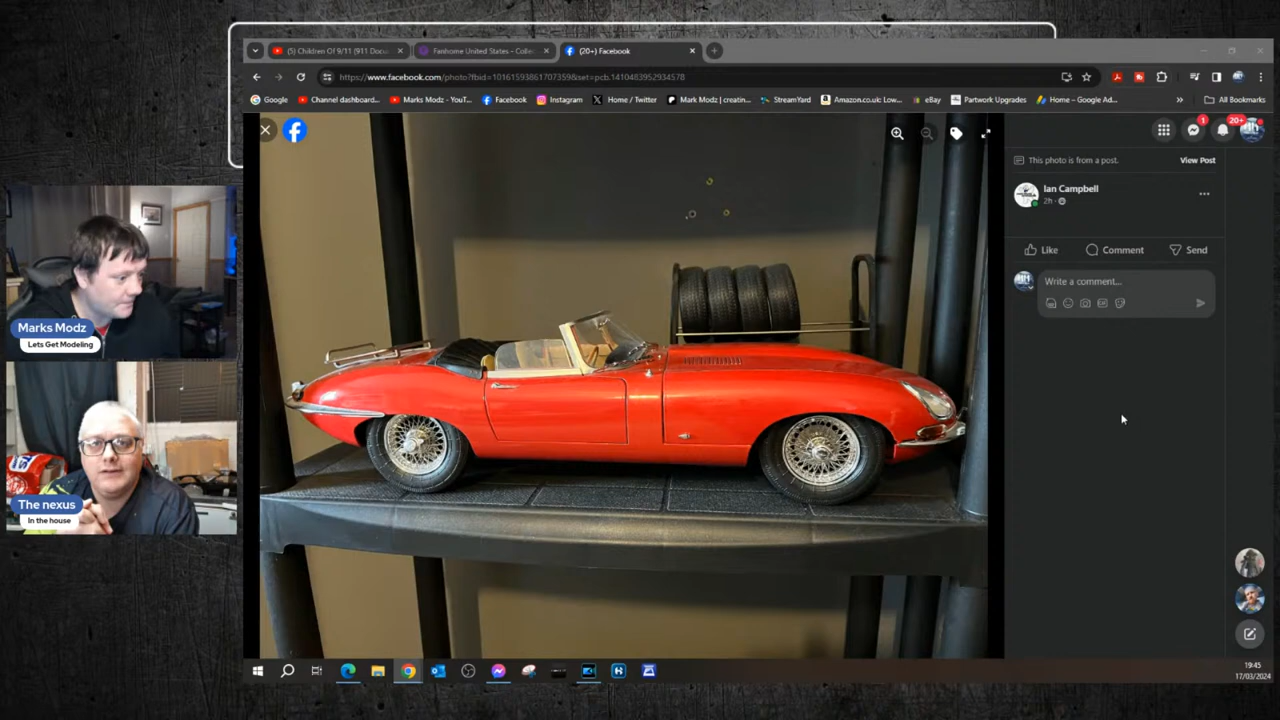 (5) Children Of 9/11 (911 Docu
Fanhome United States - Collec
(20+) Facebook
https://www.facebook.com/photo?fbid=10161593861707359&set=pcb.1410483952934578
Google
Channel dashboard...
Marks Modz - YouT...
Facebook
Instagram
Home / Twitter
Mark Modz | creatin...
StreamYard
Amazon.co.uk: Low...
eBay
Partwork Upgrades
Home – Google Ad...
All Bookmarks
1
20+
This photo is from a post.
View Post
Ian Campbell
2h
Like
Comment
Send
Write a comment...
GIF
Marks Modz
Lets Get Modeling
The nexus
In the house
19:45
17/03/2024